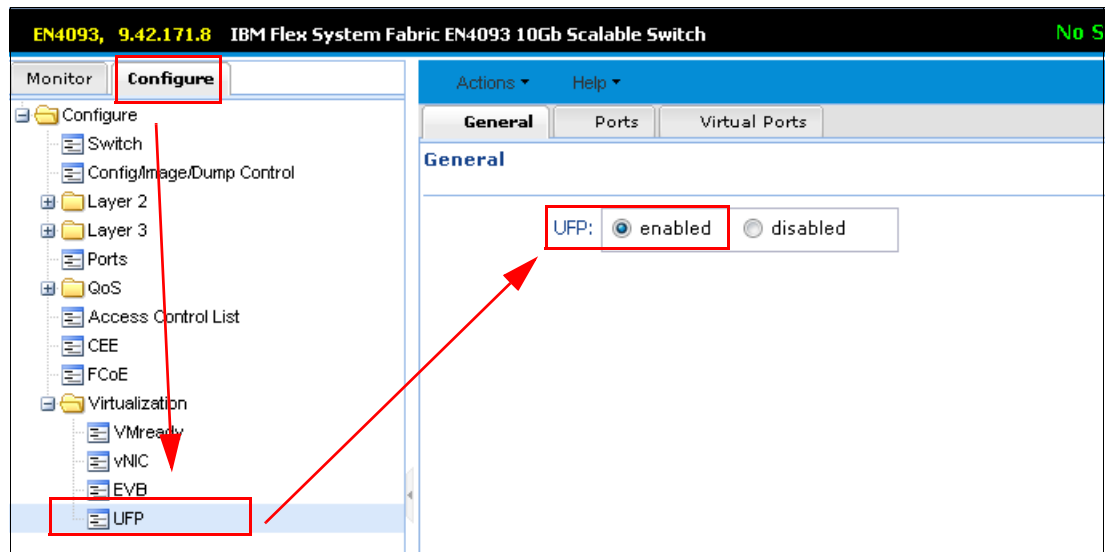 EN4093, 9.42.171.8 IBM Flex System Fabric EN4093 10Gb Scalable Switch No S
Monitor Configure
Actions Help
Configure
Switch
Config/Image/Dump Control
Layer 2
Layer 3
Ports
QoS
Access Control List
CEE
FCoE
Virtualization
VMready
vNIC
EVB
UFP
General Ports Virtual Ports
General
UFP: enabled disabled